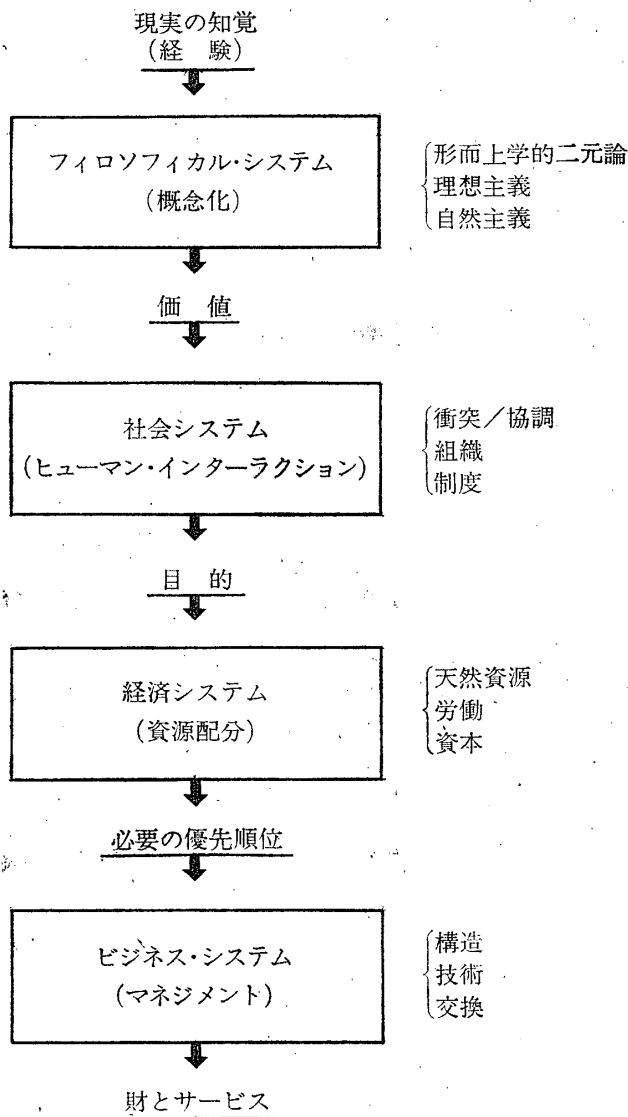 現実の知覚
(経 験)
フィロソフィカル・システム
(概念化)
形而上学的二元論
理想主義
自然主義
価 値
社会システム
(ヒューマン・インターラクション)
衝突/協調
組織
制度
目 的
経済システム
(資源配分)
天然資源
労働
資本
必要の優先順位
ビジネス・システム
(マネジメント)
構造
技術
交換
財とサービス